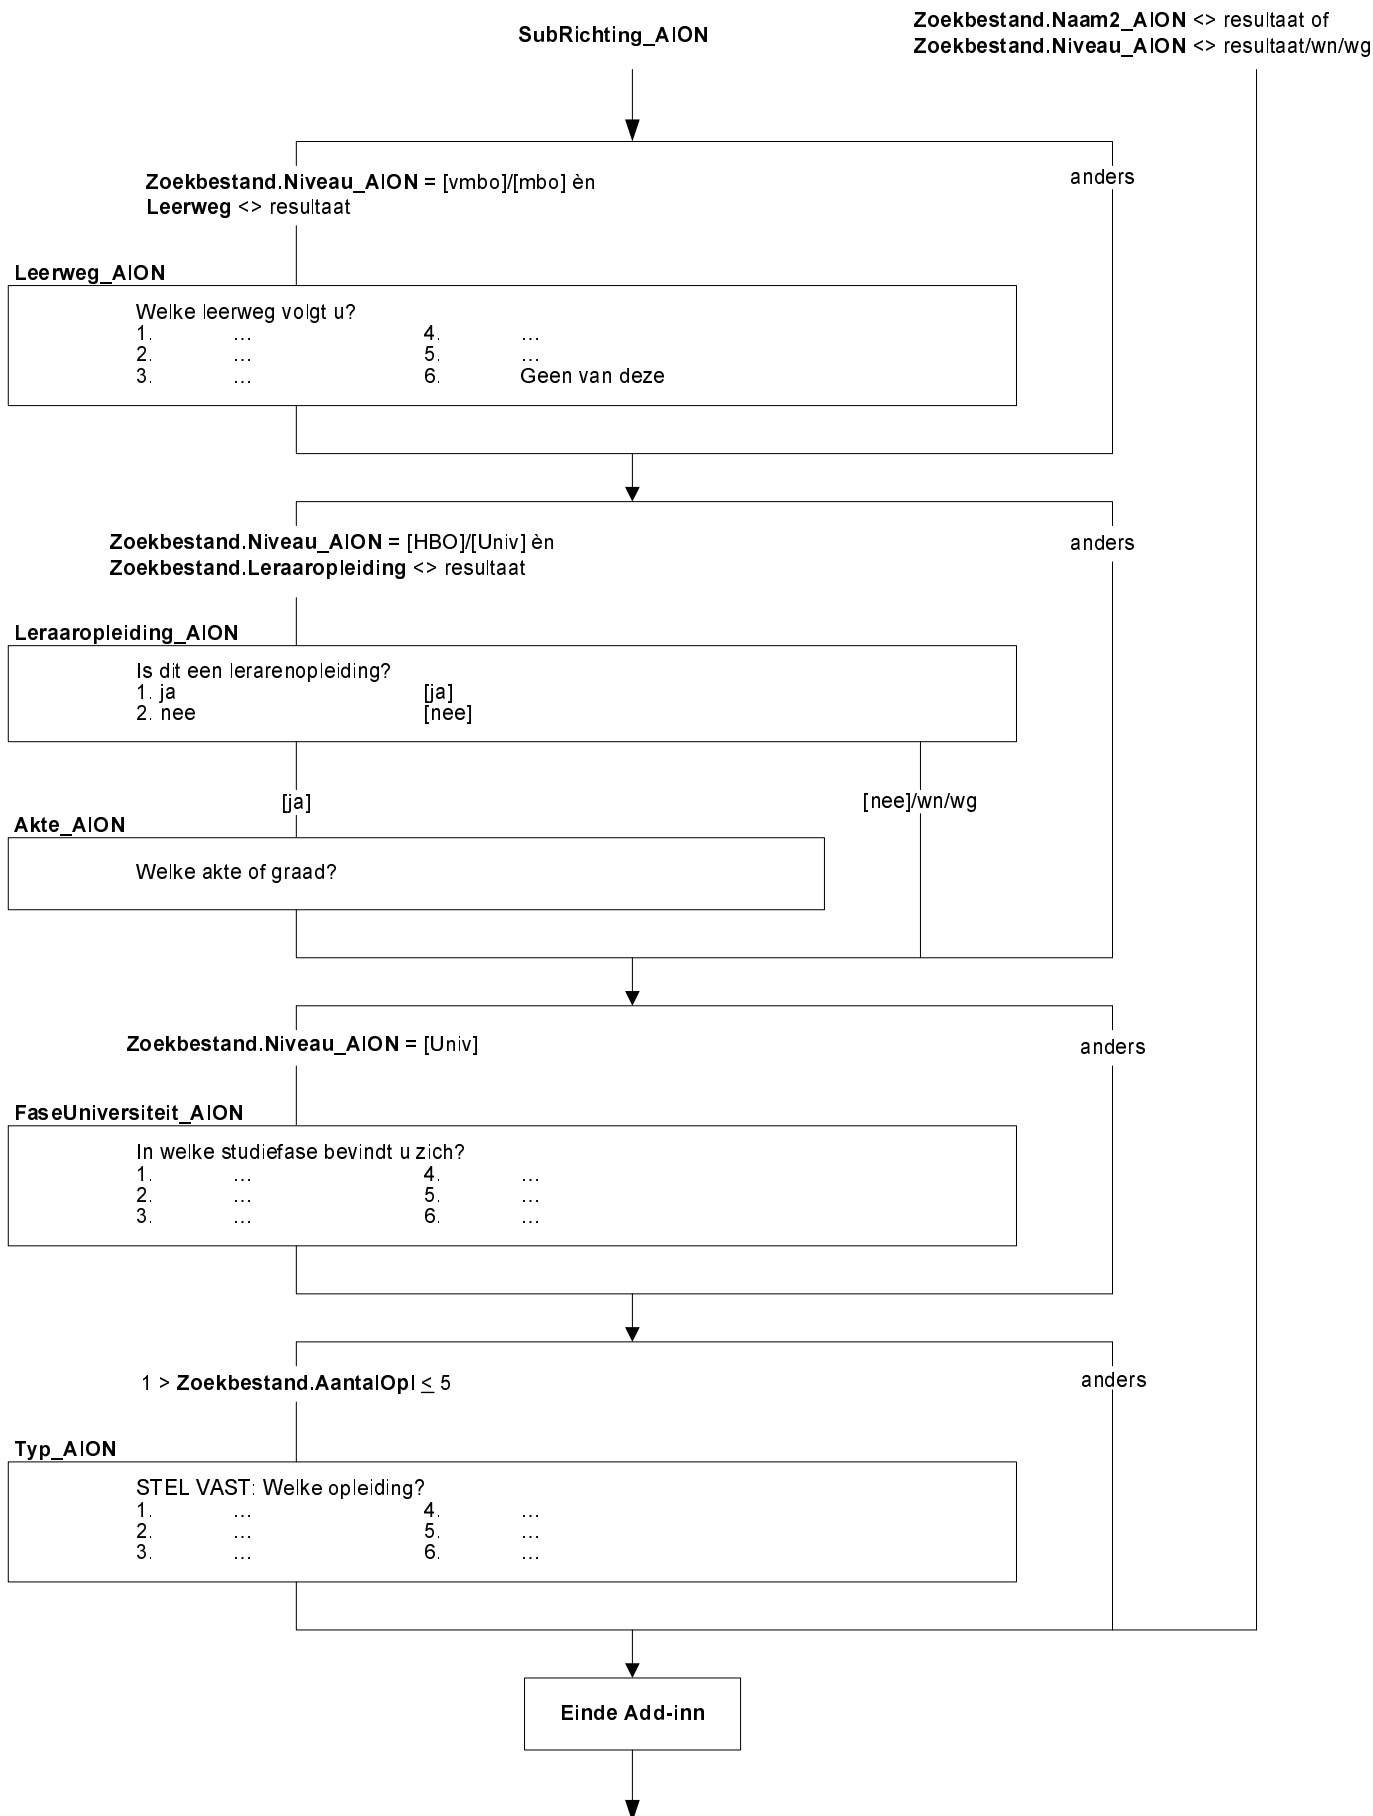 SubRichting_AION
Zoekbestand.Naam2_AION <> resultaat of
Zoekbestand.Niveau_AION <> resultaat/wn/wg
Zoekbestand.Niveau_AION = [vmbo]/[mbo] èn
Leerweg <> resultaat
anders
Leerweg_AION
Welke leerweg volgt u?
1. ... 4. ...
2. ... 5. ...
3. ... 6. Geen van deze
Zoekbestand.Niveau_AION = [HBO]/[Univ] èn
Zoekbestand.Leraaropleiding <> resultaat
anders
Leraaropleiding_AION
Is dit een lerarenopleiding?
1. ja [ja]
2. nee [nee]
[ja] [nee]/wn/wg
Akte_AION
Welke akte of graad?
Zoekbestand.Niveau_AION = [Univ]
anders
FaseUniversiteit_AION
In welke studiefase bevindt u zich?
1. ... 4. ...
2. ... 5. ...
3. ... 6. ...
1 > Zoekbestand.AantalOpl ≤ 5
anders
Typ_AION
STEL VAST: Welke opleiding?
1. ... 4. ...
2. ... 5. ...
3. ... 6. ...
Einde Add-inn